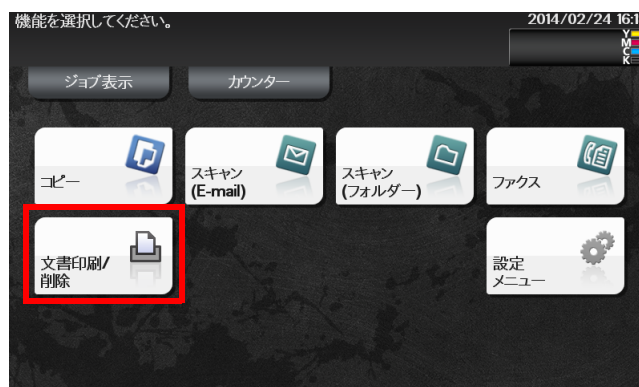 機能を選択してください。
2014/02/24 16:1
Y
M
C
K
ジョブ表示
カウンター
コピー
スキャン
(E-mail)
スキャン
(フォルダー)
ファクス
文書印刷/
削除
設定
メニュー